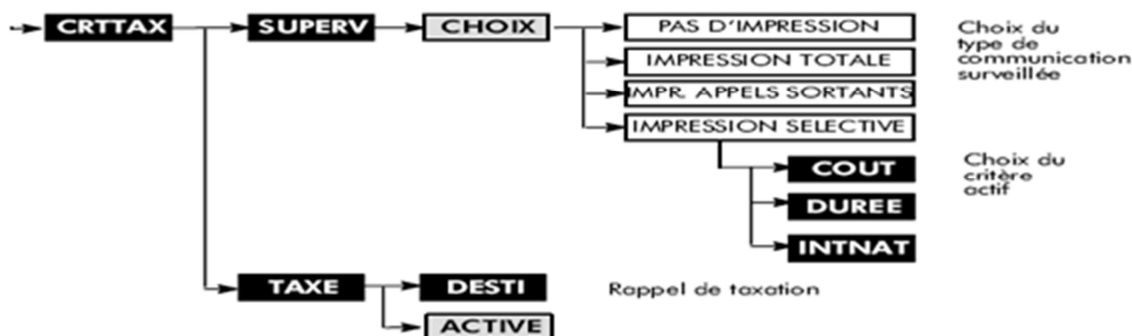 CRTTAX
SUPERV
CHOIX
PAS D'IMPRESSION
IMPRESSION TOTALE
IMPR. APPELS SORTANTS
IMPRESSION SELECTIVE
Choix du
type de
communication
surveillée
COUT
DUREE
INTNAT
Choix du
critère
actif
TAXE
DESTI
ACTIVE
Rappel de taxation